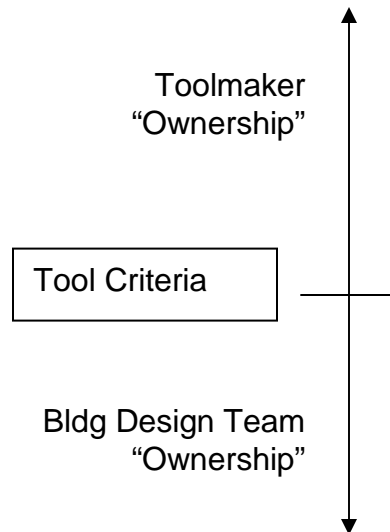 Toolmaker
“Ownership”
Tool Criteria
Bldg Design Team
“Ownership”